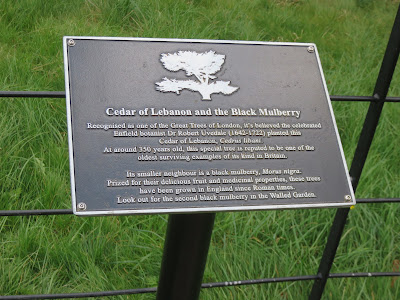 Cedar of Lebanon and the Black Mulberry
Recognised as one of the Great Trees of London, it's believed the celebrated
Enfield botanist Dr Robert Uvedale (1642-1722) planted this
Cedar of Lebanon, Cedrus libani.
At around 350 years old, this special tree is reputed to be one of the
oldest surviving examples of its kind in Britain.
Its smaller neighbour is a black mulberry, Morus nigra.
Prized for their delicious fruit and medicinal properties, these trees
have been grown in England since Roman times.
Look out for the second black mulberry in the Walled Garden.